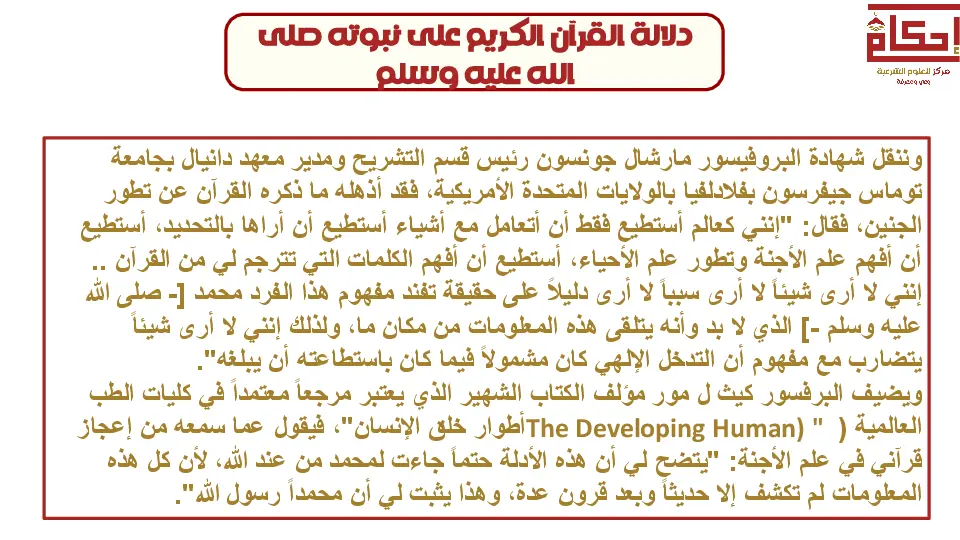 دلالة القرآن الكريم على نبوته صلى
الله عليه وسلم
إحكام
مركز للعلوم الشرعية
وعي ومعرفة
وننقل شهادة البروفيسور مارشال جونسون رئيس قسم التشريح ومدير معهد دانيال بجامعة
توماس جيفرسون بفلادلفيا بالولايات المتحدة الأمريكية، فقد أذهله ما ذكره القرآن عن تطور
الجنين، فقال: "إنني كعالم أستطيع فقط أن أتعامل مع أشياء أستطيع أن أراها بالتحديد، أستطيع
أن أفهم علم الأجنة وتطور علم الأحياء، أستطيع أن أفهم الكلمات التي تترجم لي من القرآن ..
إنني لا أرى شيئاً لا أرى سبباً لا أرى دليلاً على حقيقة تفند مفهوم هذا الفرد محمد [- صلى الله
عليه وسلم -] الذي لا بد وأنه يتلقى هذه المعلومات من مكان ما، ولذلك إنني لا أرى شيئاً
يتضارب مع مفهوم أن التدخل الإلهي كان مشمولاً فيما كان باستطاعته أن يبلغه".
ويضيف البرفسور كيث ل مور مؤلف الكتاب الشهير الذي يعتبر مرجعاً معتمداً في كليات الطب
العالمية ( " (The Developing Humanأطوار خلق الإنسان"، فيقول عما سمعه من إعجاز
قرآني في علم الأجنة: "يتضح لي أن هذه الأدلة حتماً جاءت لمحمد من عند الله، لأن كل هذه
المعلومات لم تكشف إلا حديثاً وبعد قرون عدة، وهذا يثبت لي أن محمداً رسول الله".